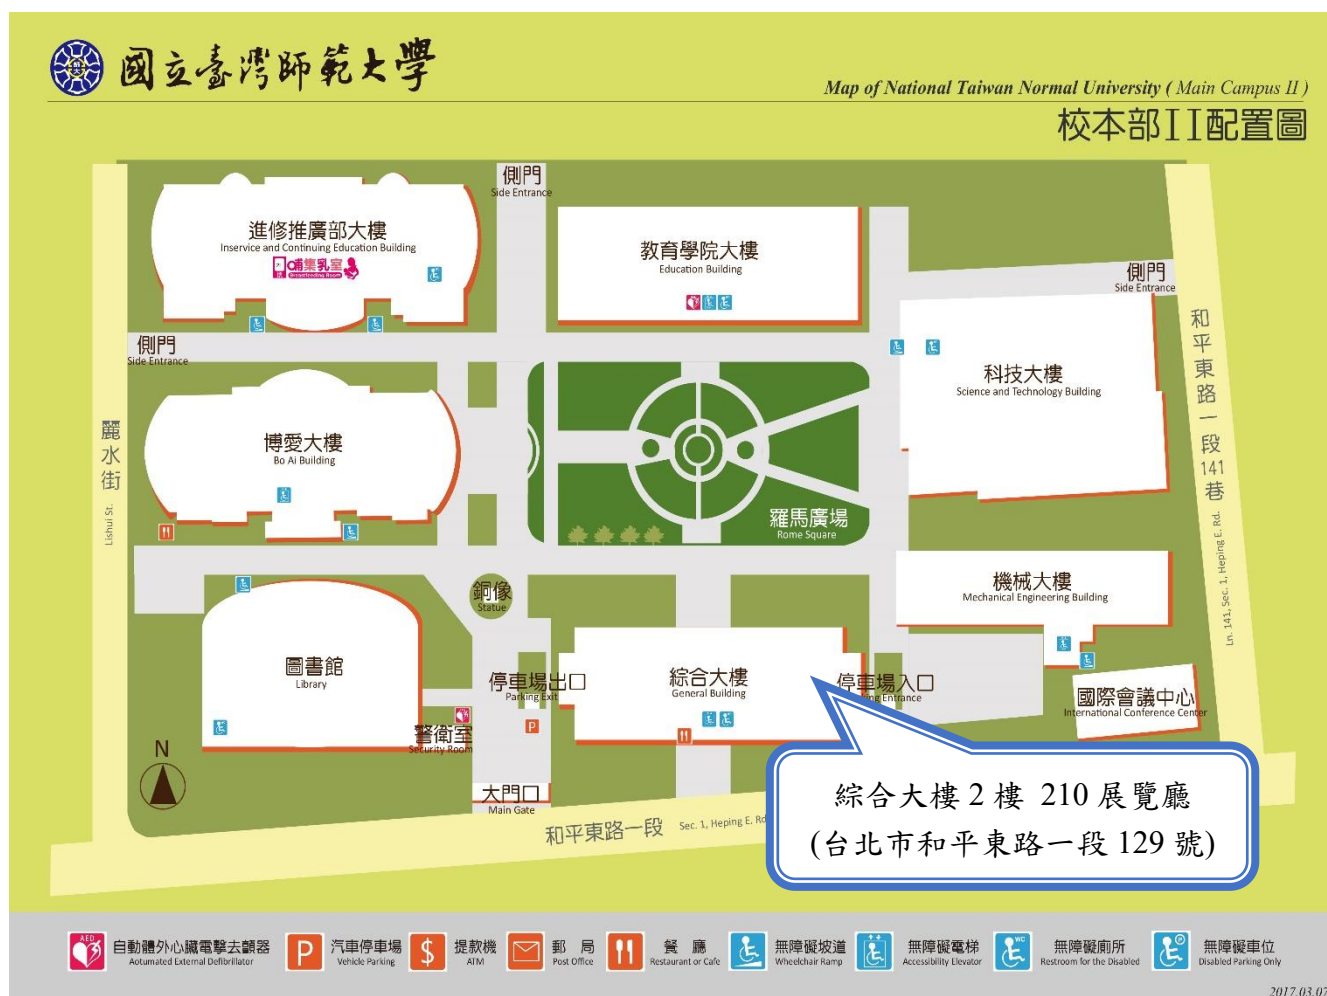 國立臺灣師範大學
Map of National Taiwan Normal University ( Main Campus II )
校本部II配置圖
側門
Side Entrance
進修推廣部大樓
Inservice and Continuing Education Building
哺集乳室
Breastfeeding Room
教育學院大樓
Education Building
側門
Side Entrance
側門
Side Entrance
科技大樓
Science and Technology Building
和平東路一段141巷
Ln. 141, Sec. 1, Heping E. Rd.
麗水街
Lishui St.
博愛大樓
Bo Ai Building
羅馬廣場
Rome Square
機械大樓
Mechanical Engineering Building
銅像
Statue
圖書館
Library
停車場出口
Parking Exit
綜合大樓
General Building
停車場入口
Entrance
國際會議中心
International Conference Center
警衛室
Security Room
P
N
大門口
Main Gate
和平東路一段
Sec. 1, Heping E. Rd
綜合大樓 2 樓 210 展覽廳
(台北市和平東路一段 129 號)
AED
自動體外心臟電擊去顫器
Automated External Defibrillator
P
汽車停車場
Vehicle Parking
$
提款機
ATM
郵局
Post Office
餐廳
Restaurant or Cafe
無障礙坡道
Wheelchair Ramp
無障礙電梯
Accessibility Elevator
WC
無障礙廁所
Restroom for the Disabled
P
無障礙車位
Disabled Parking Only
2017.03.07